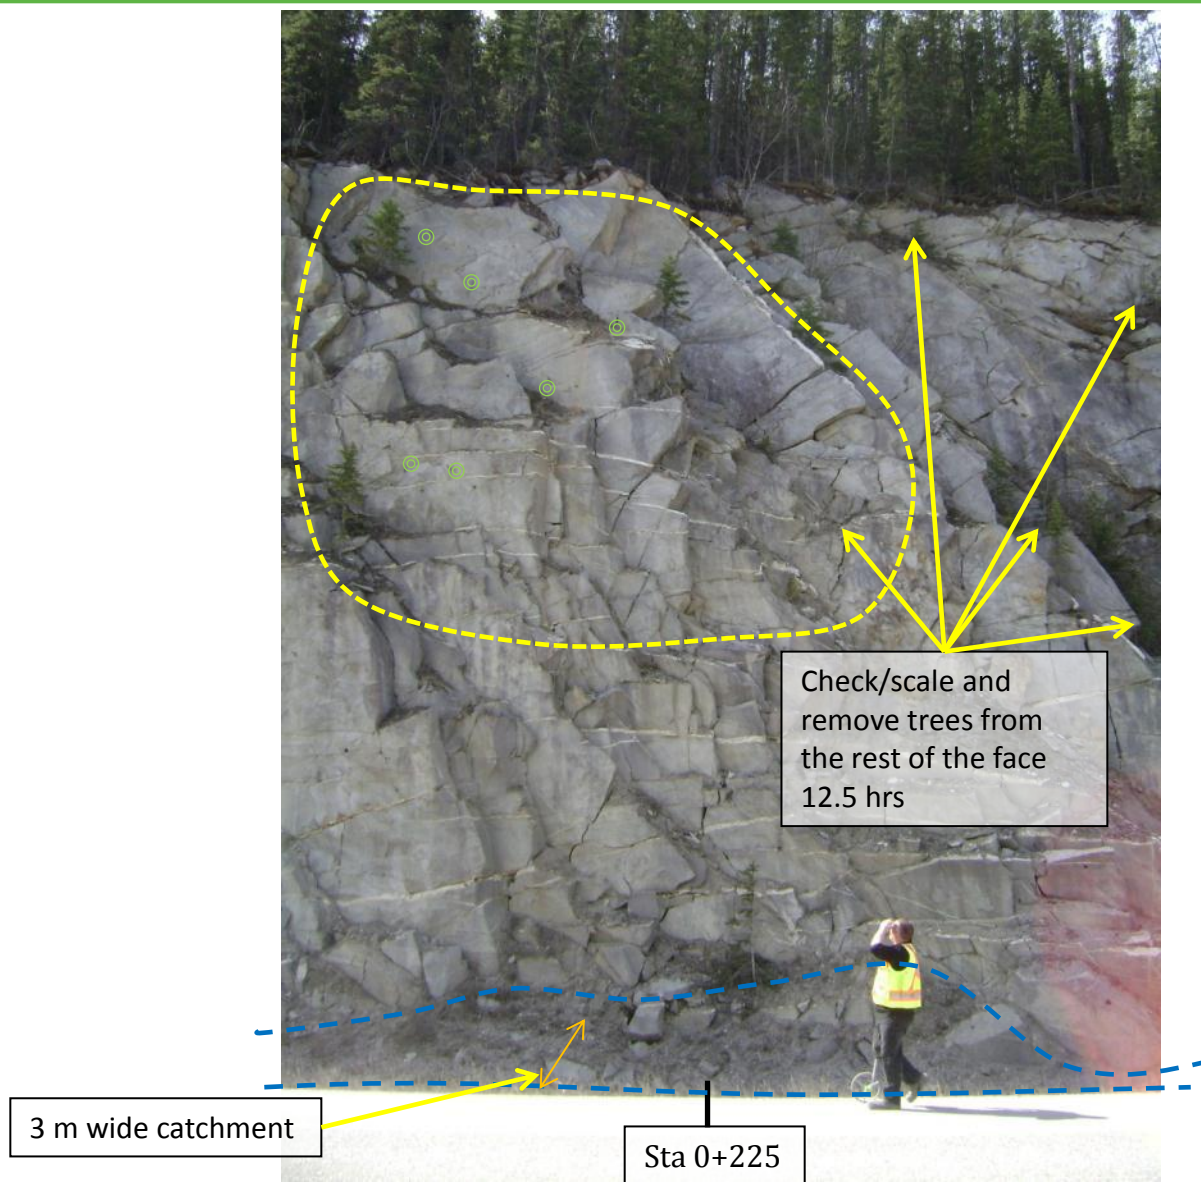 Check/scale and
remove trees from
the rest of the face
12.5 hrs
3 m wide catchment
Sta 0+225